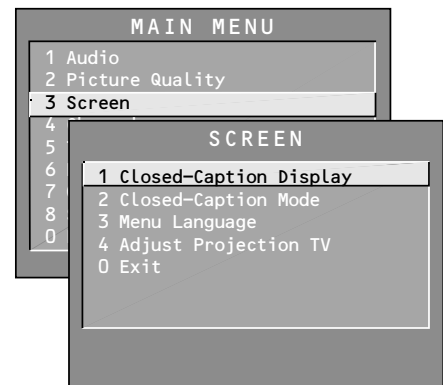 MAIN MENU
1 Audio
2 Picture Quality
3 Screen
4
5
6
7
8
0
SCREEN
1 Closed-Caption Display
2 Closed-Caption Mode
3 Menu Language
4 Adjust Projection TV
0 Exit